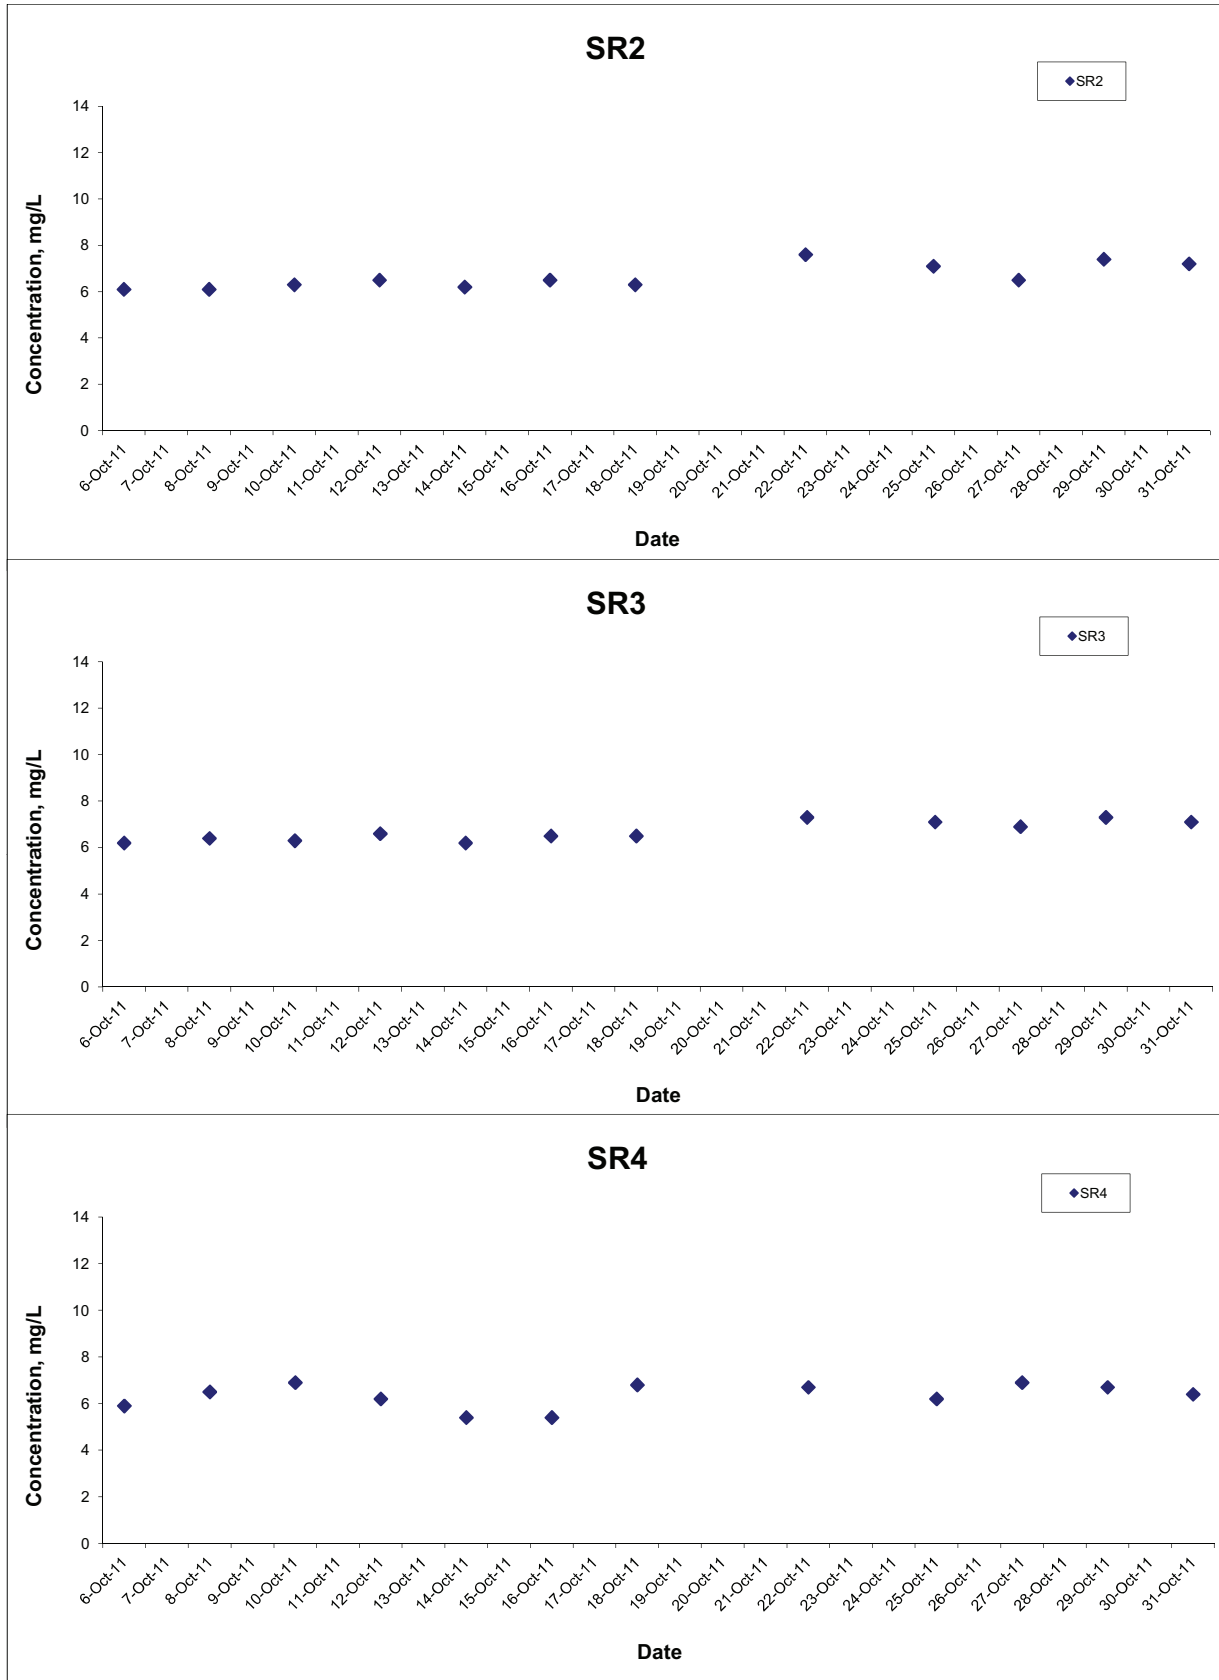 SR2
SR2
14
12
10
8
6
4
2
0
Concentration, mg/L
6-Oct-11
7-Oct-11
8-Oct-11
9-Oct-11
10-Oct-11
11-Oct-11
12-Oct-11
13-Oct-11
14-Oct-11
15-Oct-11
16-Oct-11
17-Oct-11
18-Oct-11
19-Oct-11
20-Oct-11
21-Oct-11
22-Oct-11
23-Oct-11
24-Oct-11
25-Oct-11
26-Oct-11
27-Oct-11
28-Oct-11
29-Oct-11
30-Oct-11
31-Oct-11
Date
SR3
SR3
14
12
10
8
6
4
2
0
Concentration, mg/L
6-Oct-11
7-Oct-11
8-Oct-11
9-Oct-11
10-Oct-11
11-Oct-11
12-Oct-11
13-Oct-11
14-Oct-11
15-Oct-11
16-Oct-11
17-Oct-11
18-Oct-11
19-Oct-11
20-Oct-11
21-Oct-11
22-Oct-11
23-Oct-11
24-Oct-11
25-Oct-11
26-Oct-11
27-Oct-11
28-Oct-11
29-Oct-11
30-Oct-11
31-Oct-11
Date
SR4
SR4
14
12
10
8
6
4
2
0
Concentration, mg/L
6-Oct-11
7-Oct-11
8-Oct-11
9-Oct-11
10-Oct-11
11-Oct-11
12-Oct-11
13-Oct-11
14-Oct-11
15-Oct-11
16-Oct-11
17-Oct-11
18-Oct-11
19-Oct-11
20-Oct-11
21-Oct-11
22-Oct-11
23-Oct-11
24-Oct-11
25-Oct-11
26-Oct-11
27-Oct-11
28-Oct-11
29-Oct-11
30-Oct-11
31-Oct-11
Date